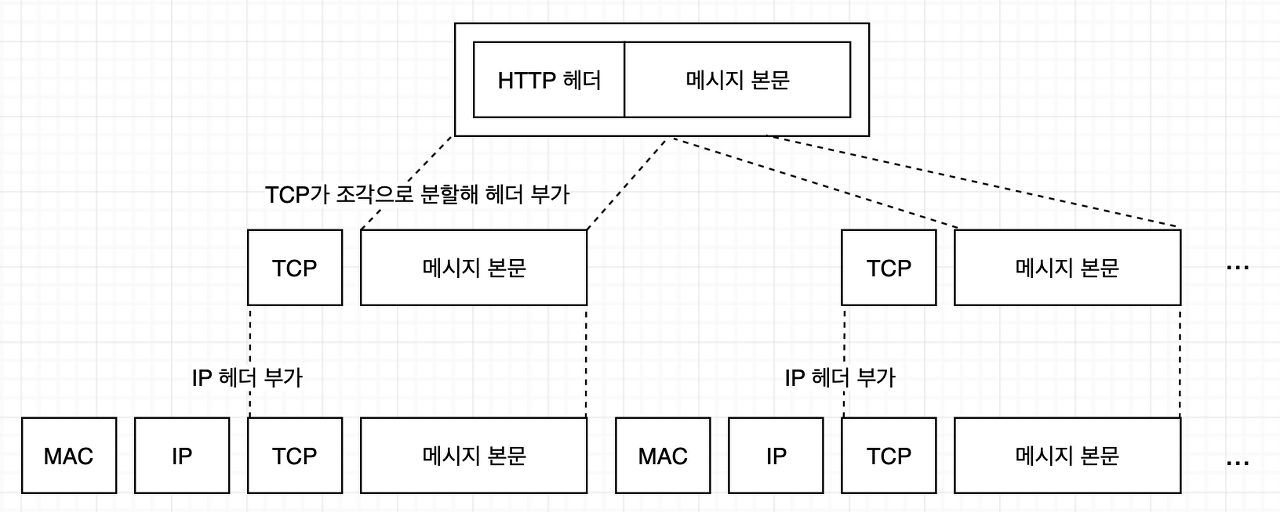 HTTP 헤더
메시지 본문
TCP가 조각으로 분할해 헤더 부가
TCP
메시지 본문
TCP
메시지 본문
...
IP 헤더 부가
IP 헤더 부가
MAC
IP
TCP
메시지 본문
MAC
IP
TCP
메시지 본문
...